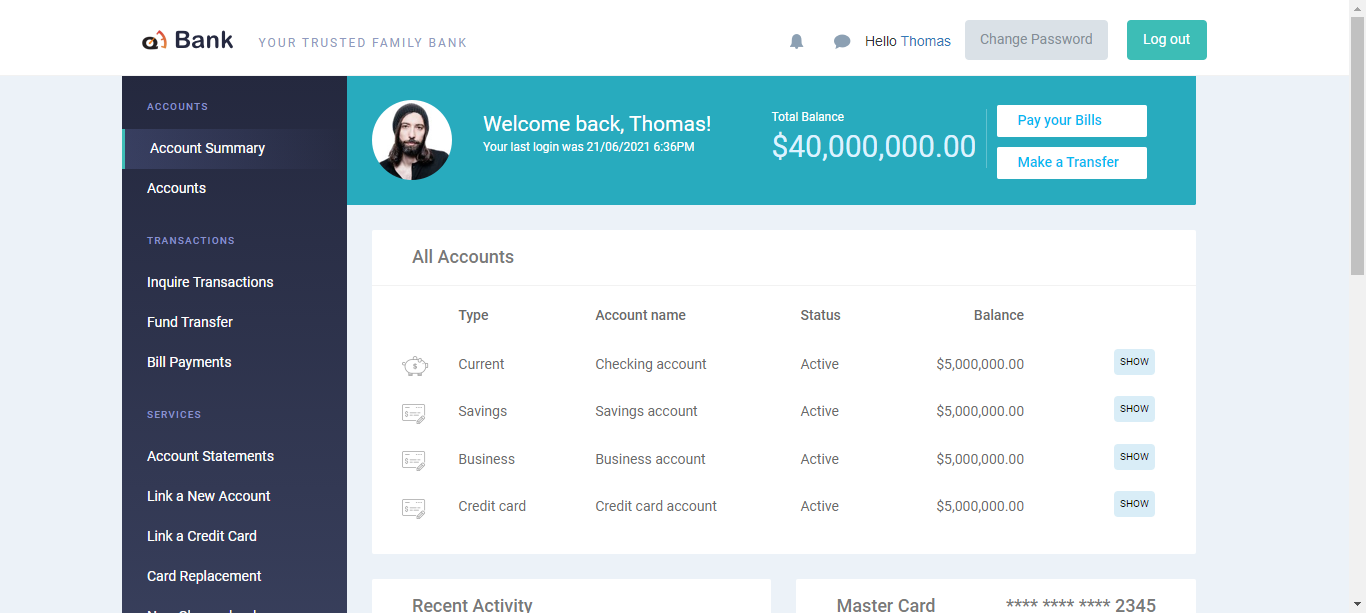 Bank
YOUR TRUSTED FAMILY BANK
Hello Thomas
Change Password
Log out
ACCOUNTS
Account Summary
Accounts
TRANSACTIONS
Inquire Transactions
Fund Transfer
Bill Payments
SERVICES
Account Statements
Link a New Account
Link a Credit Card
Card Replacement
Welcome back, Thomas!
Your last login was 21/06/2021 6:36PM
Total Balance
$40,000,000.00
Pay your Bills
Make a Transfer
All Accounts
Type Account name Status Balance
Current Checking account Active $5,000,000.00 SHOW
Savings Savings account Active $5,000,000.00 SHOW
Business Business account Active $5,000,000.00 SHOW
Credit card Credit card account Active $5,000,000.00 SHOW
Recent Activity
Master Card **** **** **** 2345